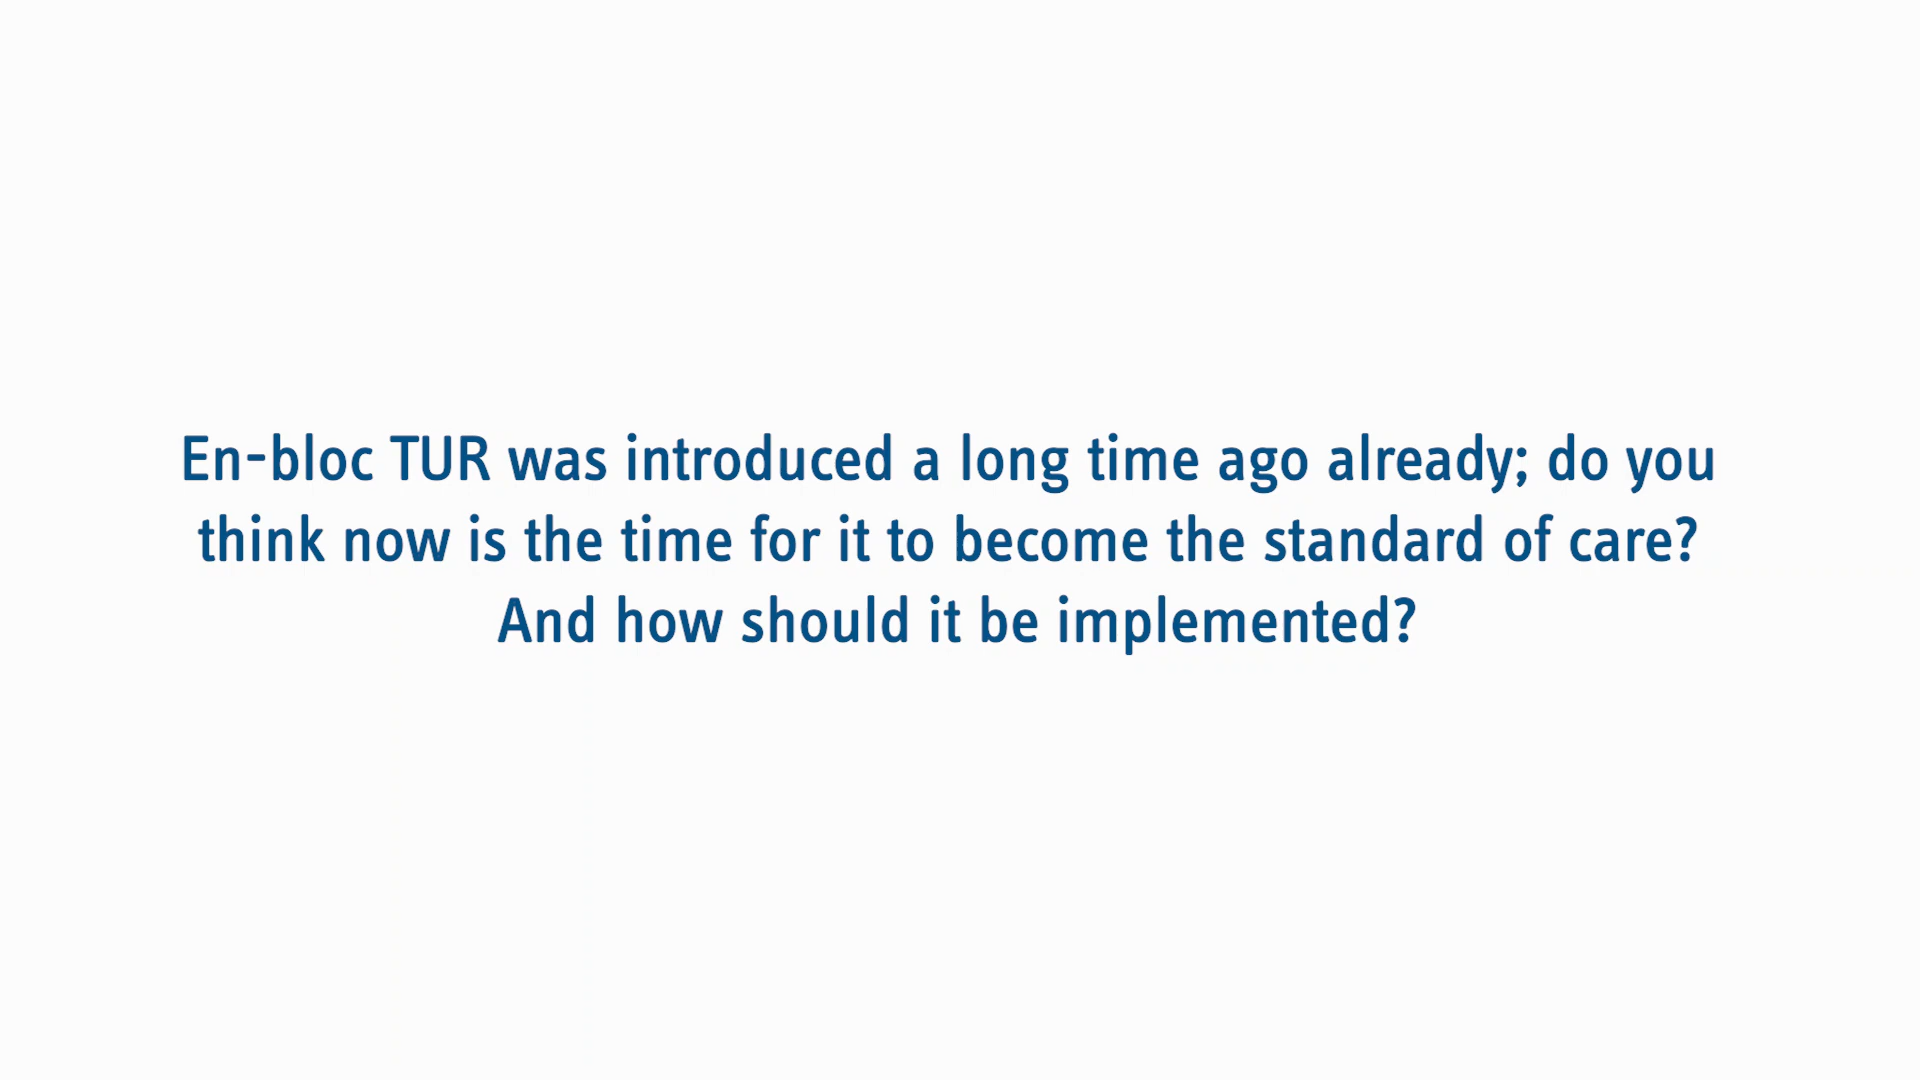 En-bloc TUR was introduced a long time ago already; do you
think now is the time for it to become the standard of care?
And how should it be implemented?